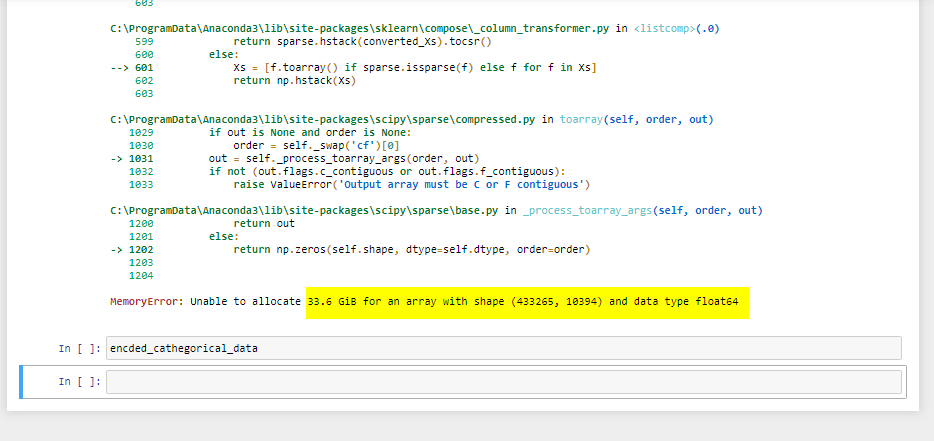 603
C:\ProgramData\Anaconda3\lib\site-packages\sklearn\compose\_column_transformer.py in <listcomp>(.0)
599 return sparse.hstack(converted_Xs).tocsr()
600 else:
--> 601 Xs = [f.toarray() if sparse.issparse(f) else f for f in Xs]
602 return np.hstack(Xs)
603
C:\ProgramData\Anaconda3\lib\site-packages\scipy\sparse\compressed.py in toarray(self, order, out)
1029 if out is None and order is None:
1030 order = self._swap('cf')[0]
-> 1031 out = self._process_toarray_args(order, out)
1032 if not (out.flags.c_contiguous or out.flags.f_contiguous):
1033 raise ValueError('Output array must be C or F contiguous')
C:\ProgramData\Anaconda3\lib\site-packages\scipy\sparse\base.py in _process_toarray_args(self, order, out)
1200 return out
1201 else:
-> 1202 return np.zeros(self.shape, dtype=self.dtype, order=order)
1203
1204
MemoryError: Unable to allocate 33.6 GiB for an array with shape (433265, 10394) and data type float64
In [ ]: encded_cathegorical_data
In [ ]: